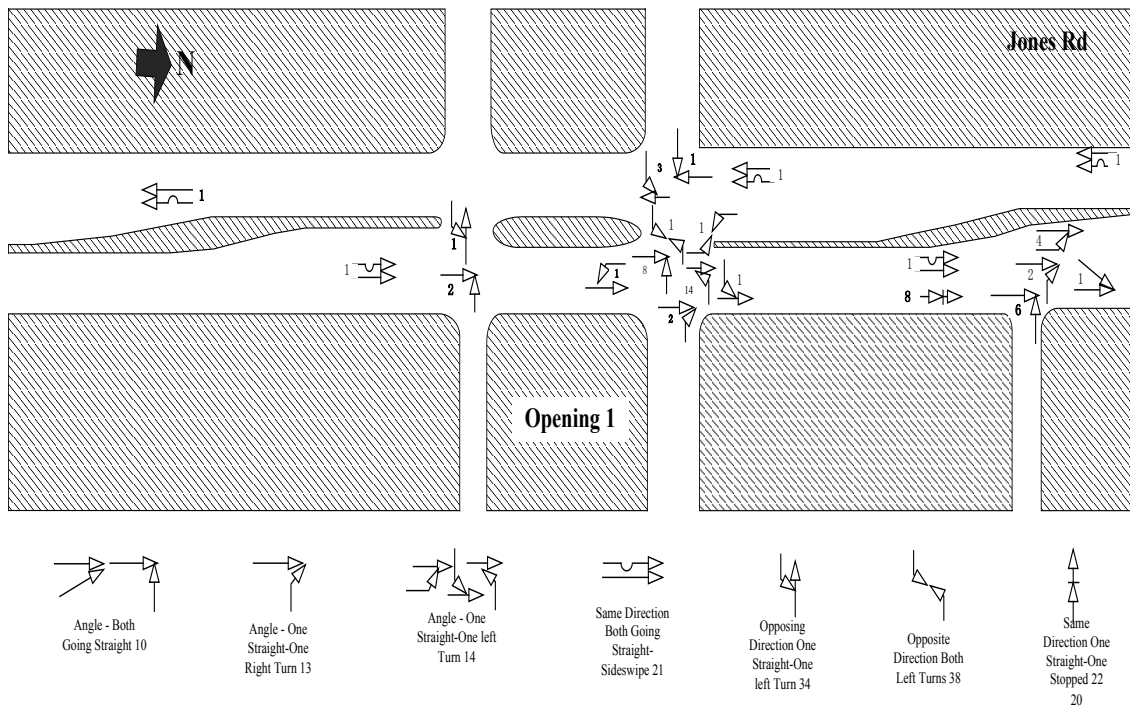 Jones Rd
N
1
3
1
1
1
1
1
1
1
1
4
8
1
2
1
2
14
1
8
2
6
1
2
Opening 1
Angle - Both
Going Straight 10
Angle - One
Straight-One
Right Turn 13
Angle - One
Straight-One left
Turn 14
Same Direction
Both Going
Straight-
Sideswipe 21
Opposing
Direction One
Straight-One
left Turn 34
Opposite
Direction Both
Left Turns 38
Same
Direction One
Straight-One
Stopped 22
20